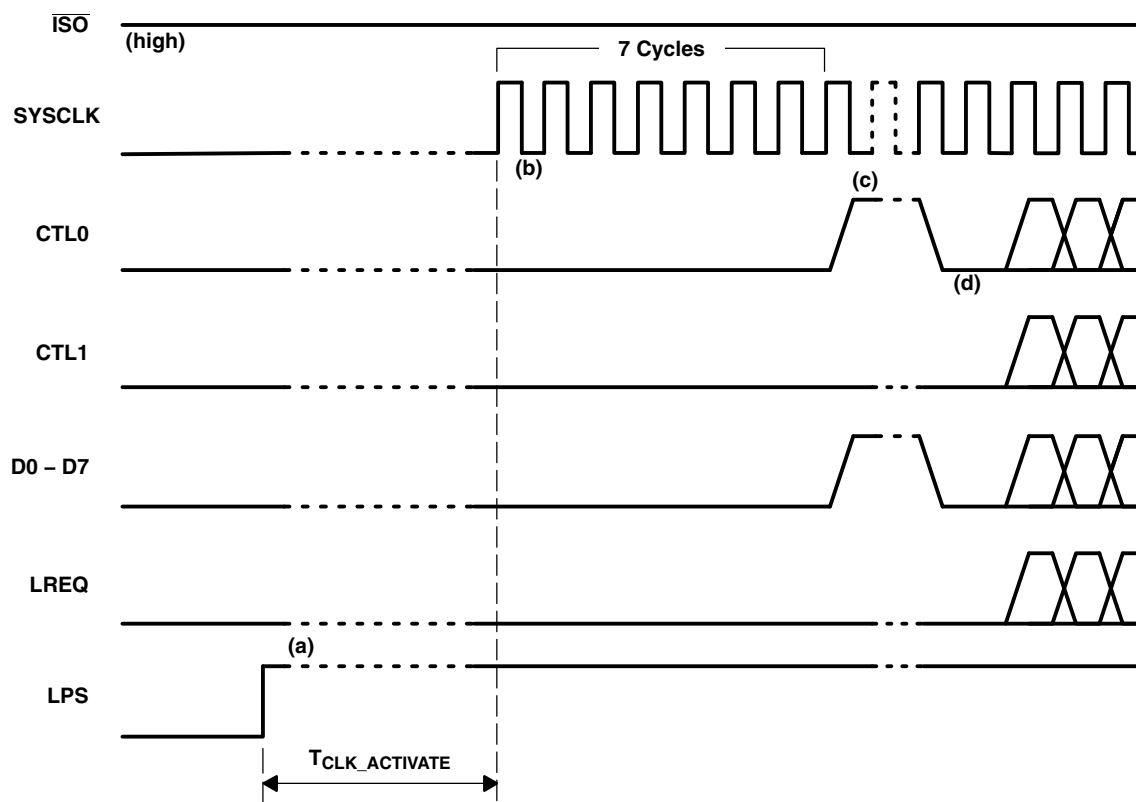 ISO
(high)
7 Cycles
SYSCLK
(b)
(c)
CTL0
(d)
CTL1
D0 – D7
LREQ
(a)
LPS
TCLK_ACTIVATE